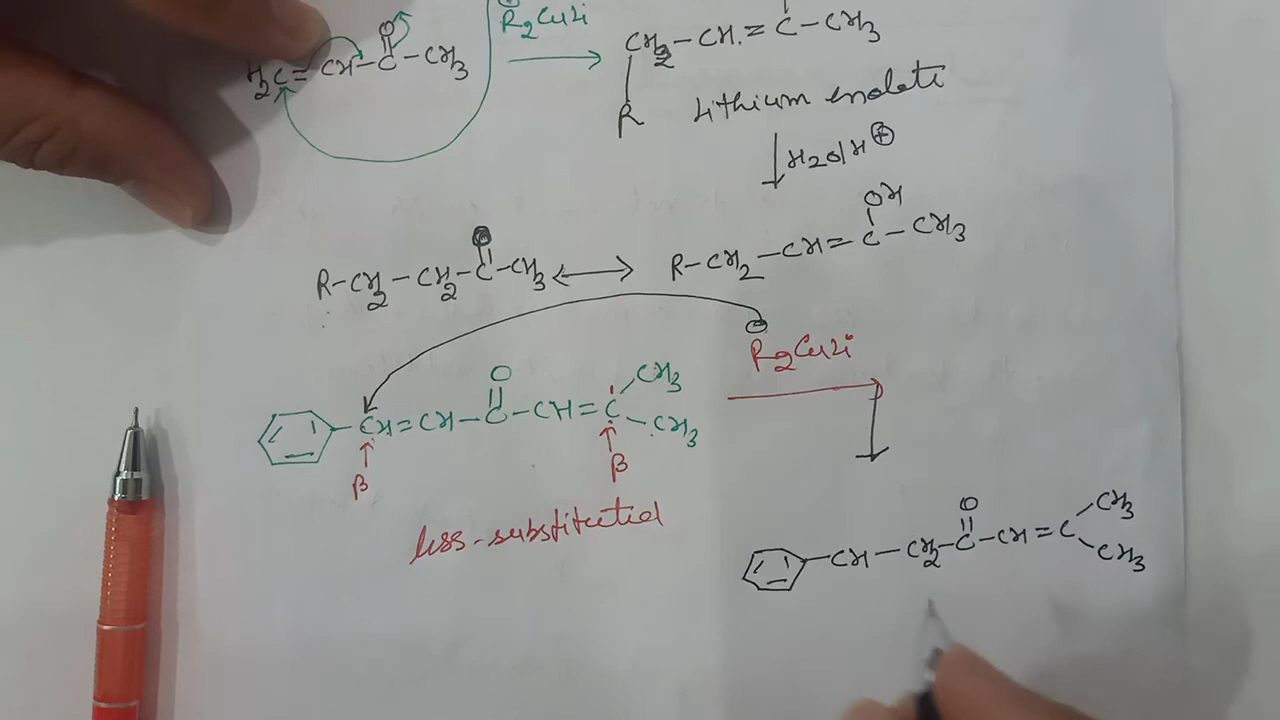 ⊖
R2CuLi
O
H2C=CH-C-CH3
CH2-CH=C-CH3
R
Lithium enolate
H2O/H⊕
OH
R-CH2-CH=C-CH3
O
R-CH2-CH2-C-CH3
⊖
R2CuLi
O
CH=CH-C-CH=C
CH3
CH3
β
β
less-substituted
O
CH-CH2-C-CH=C
CH3
CH3